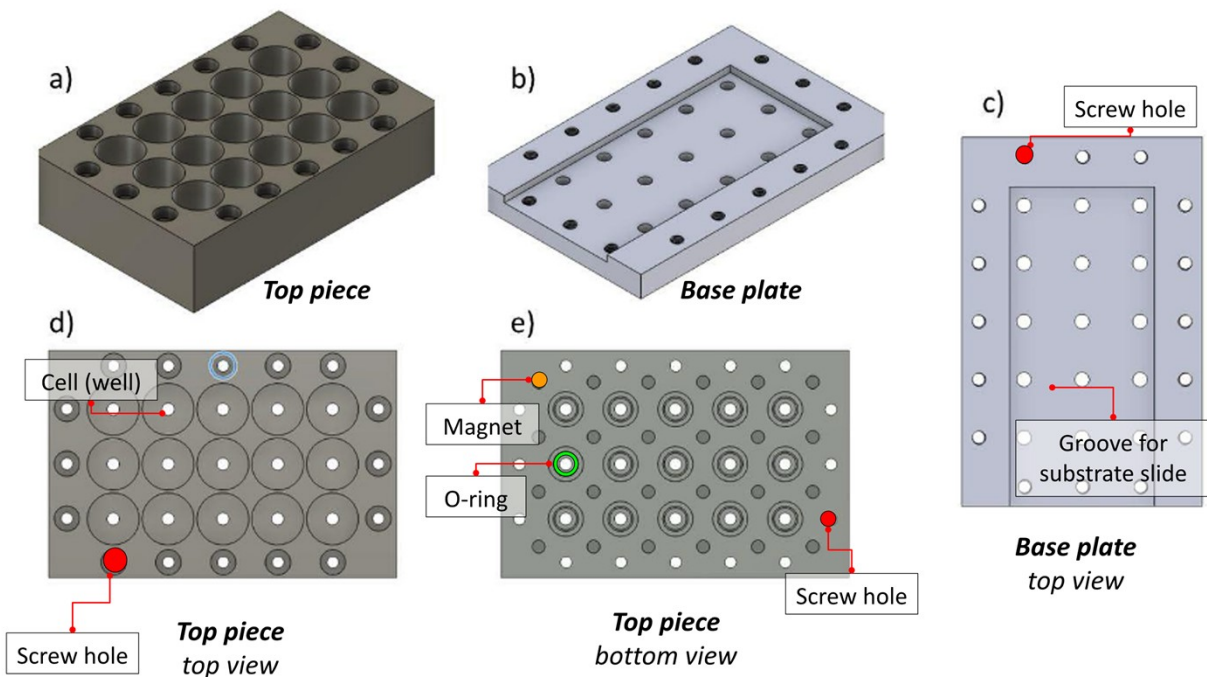 a)
Top piece
b)
Base plate
c)
Screw hole
Groove for
substrate slide
Base plate
top view
d)
Cell (well)
Screw hole
Top piece
top view
e)
Magnet
O-ring
Screw hole
Top piece
bottom view